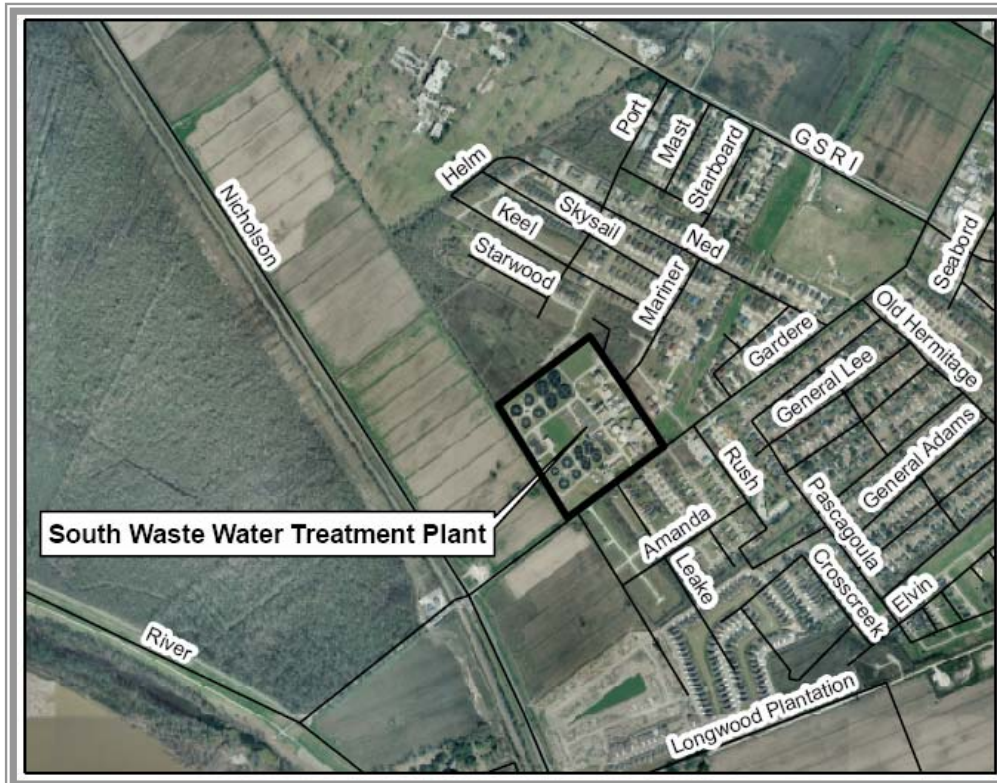 Port
Mast
Starboard
G S R I
Helm
Skysail
Keel
Ned
Nicholson
Starwood
Mariner
Seabord
Old Hermitage
Gardere
General Lee
General Adams
Rush
Pascagoula
South Waste Water Treatment Plant
Amanda
Leake
Crosscreek
Elvin
River
Longwood Plantation